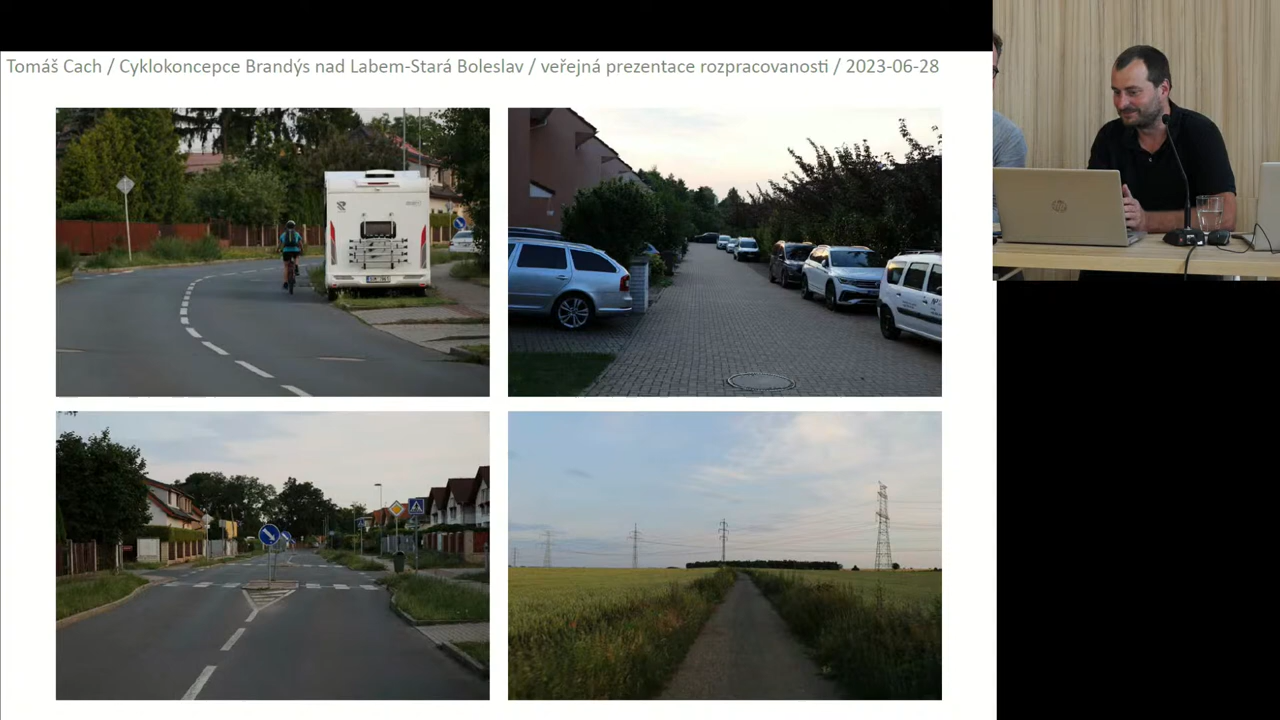 Tomáš Cach / Cyklokoncepce Brandýs nad Labem-Stará Boleslav / veřejná prezentace rozpracovanosti / 2023-06-28